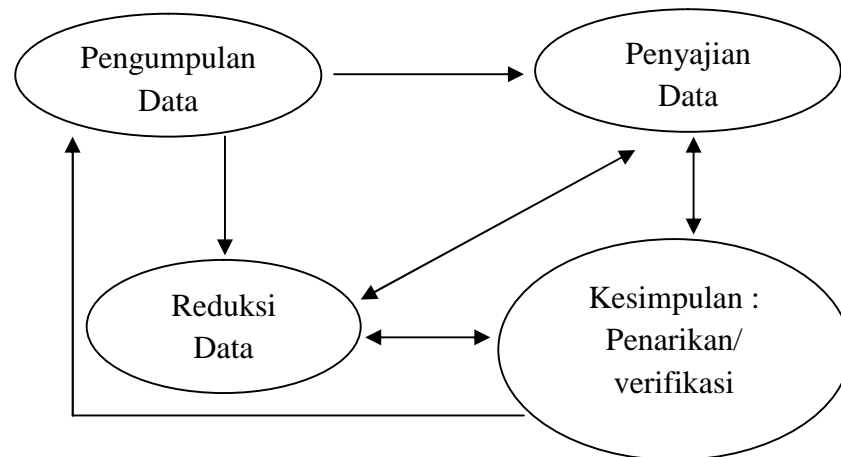 Pengumpulan
Data
Penyajian
Data
Reduksi
Data
Kesimpulan :
Penarikan/
verifikasi